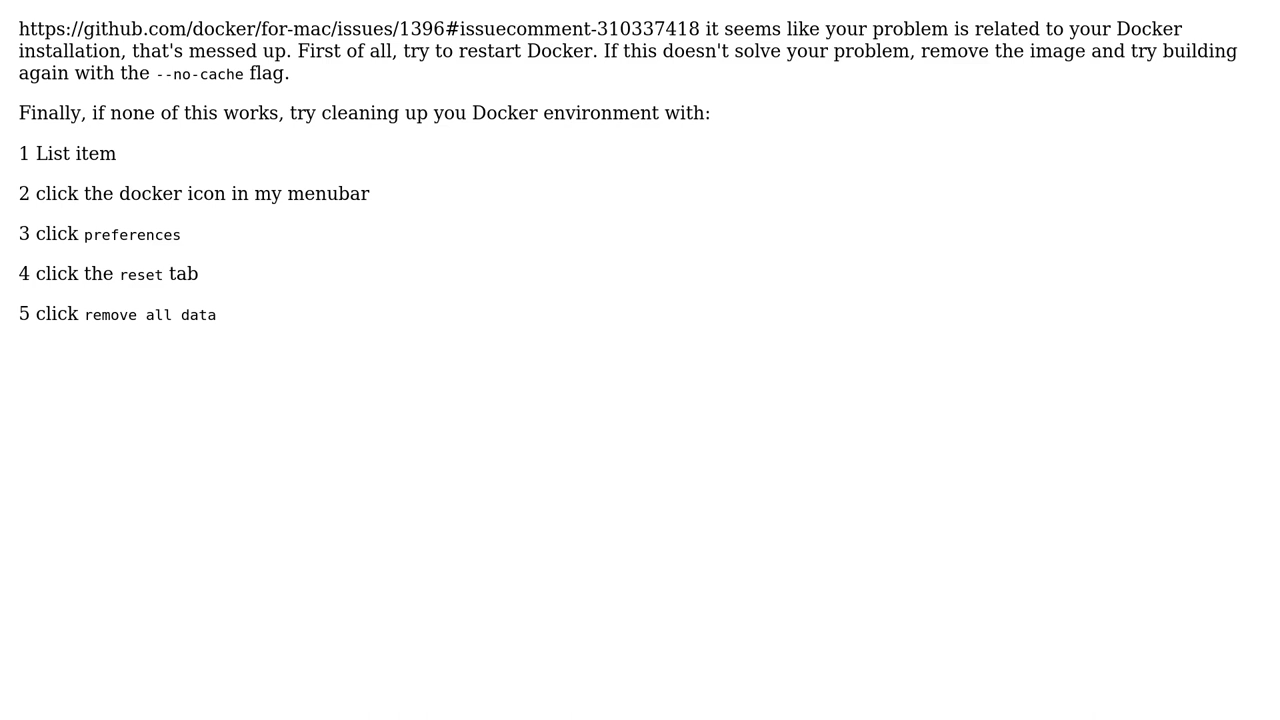 https://github.com/docker/for-mac/issues/1396#issuecomment-310337418 it seems like your problem is related to your Docker
installation, that's messed up. First of all, try to restart Docker. If this doesn't solve your problem, remove the image and try building
again with the --no-cache flag.
Finally, if none of this works, try cleaning up you Docker environment with:
1 List item
2 click the docker icon in my menubar
3 click preferences
4 click the reset tab
5 click remove all data